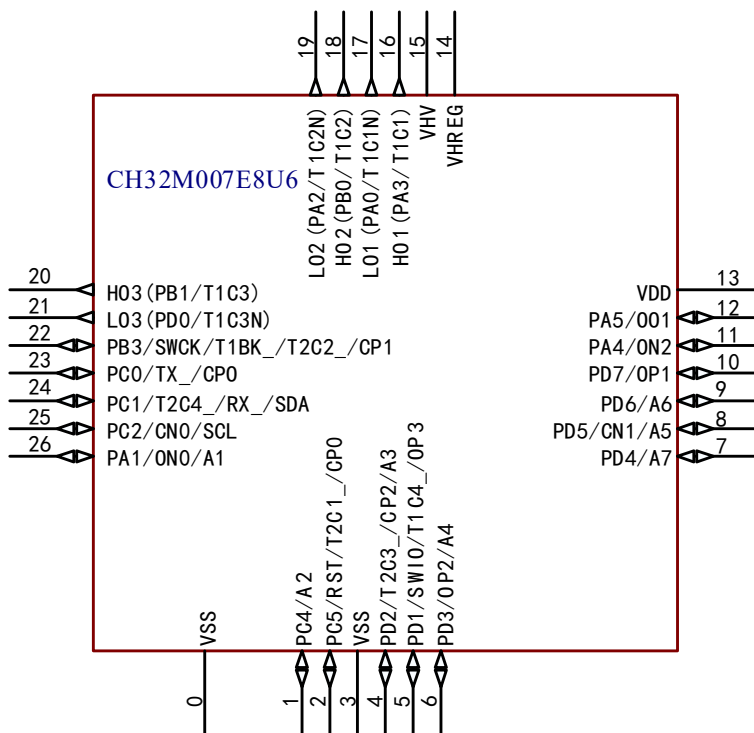 19
18
17
16
15
14
LO2(PA2/T1C2N)
HO2(PB0/T1C2)
LO1(PA0/T1C1N)
HO1(PA3/T1C1)
VHV
VHREG
CH32M007E8U6
20
HO3(PB1/T1C3)
21
LO3(PD0/T1C3N)
22
PB3/SWCK/T1BK_/T2C2_/CP1
23
PC0/TX_/CP0
24
PC1/T2C4_/RX_/SDA
25
PC2/CN0/SCL
26
PA1/ON0/A1
VDD
13
PA5/OO1
12
PA4/ON2
11
PD7/OP1
10
PD6/A6
9
PD5/CN1/A5
8
PD4/A7
7
VSS
PC4/A2
PC5/RST/T2C1_/CP0
VSS
PD2/T2C3_/CP2/A3
PD1/SWIO/T1C4_/OP3
PD3/OP2/A4
0
1
2
3
4
5
6